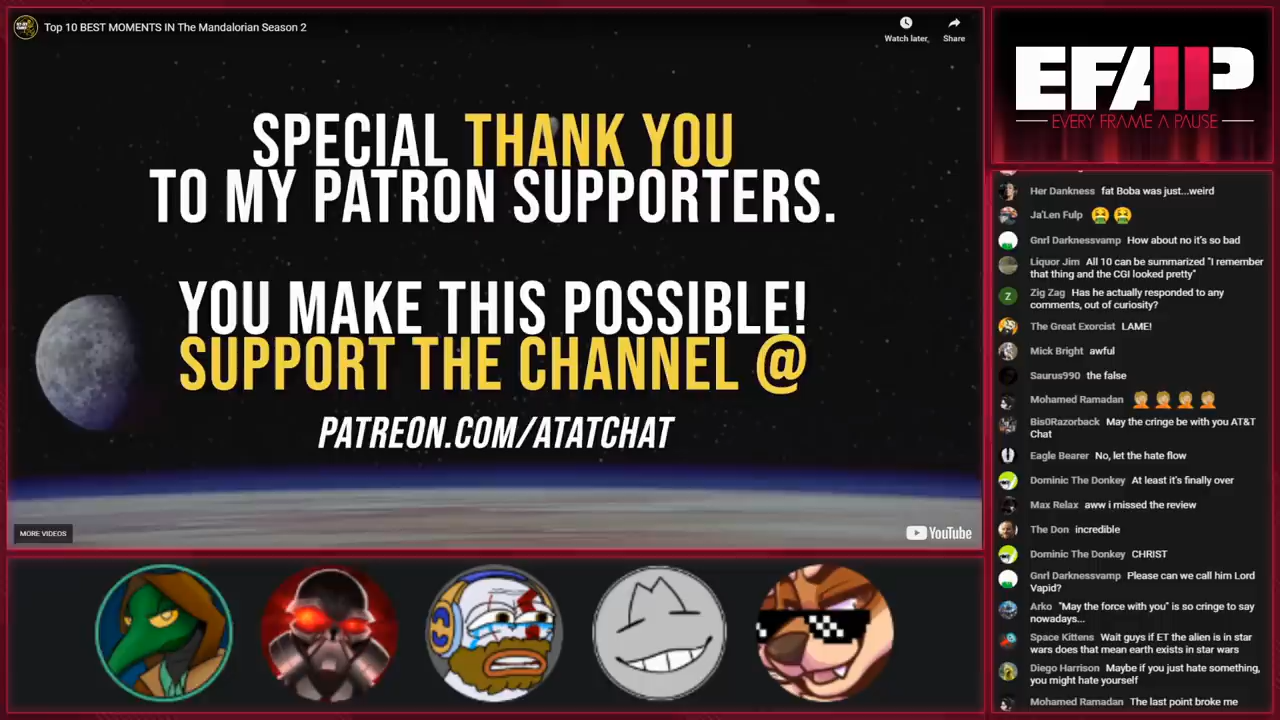 Top 10 BEST MOMENTS IN The Mandalorian Season 2
Watch later
Share
SPECIAL THANK YOU
TO MY PATRON SUPPORTERS.
YOU MAKE THIS POSSIBLE!
SUPPORT THE CHANNEL @
PATREON.COM/ATATCHAT
MORE VIDEOS
YouTube
EFAP
EVERY FRAME A PAUSE
Her Dankness fat Boba was just...weird
Ja'Len Fulp
Gnrl Darknessvamp How about no it's so bad
Liquor Jim All 10 can be summarized "I remember
that thing and the CGI looked pretty"
Z
Zig Zag Has he actually responded to any
comments, out of curiosity?
The Great Exorcist LAME!
Mick Bright awful
Saurus990 the false
Mohamed Ramadan
Bis0Razorback May the cringe be with you AT&T
Chat
Eagle Bearer No, let the hate flow
Dominic The Donkey At least it's finally over
Max Relax aww i missed the review
The Don incredible
Dominic The Donkey CHRIST
Gnrl Darknessvamp Please can we call him Lord
Vapid?
Arko "May the force with you" is so cringe to say
nowadays...
Space Kittens Wait guys if ET the alien is in star
wars does that mean earth exists in star wars
Diego Harrison Maybe if you just hate something,
you might hate yourself
Mohamed Ramadan The last point broke me